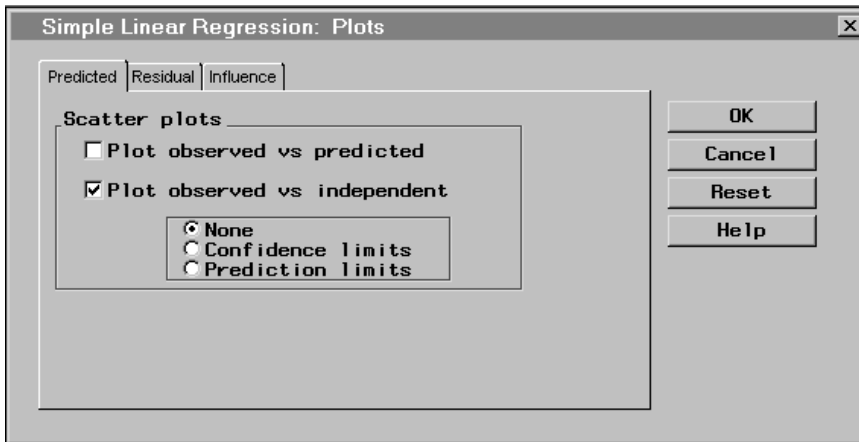 Simple Linear Regression: Plots
Predicted Residual Influence
Scatter plots
Plot observed vs predicted
Plot observed vs independent
None
Confidence limits
Prediction limits
OK
Cancel
Reset
Help